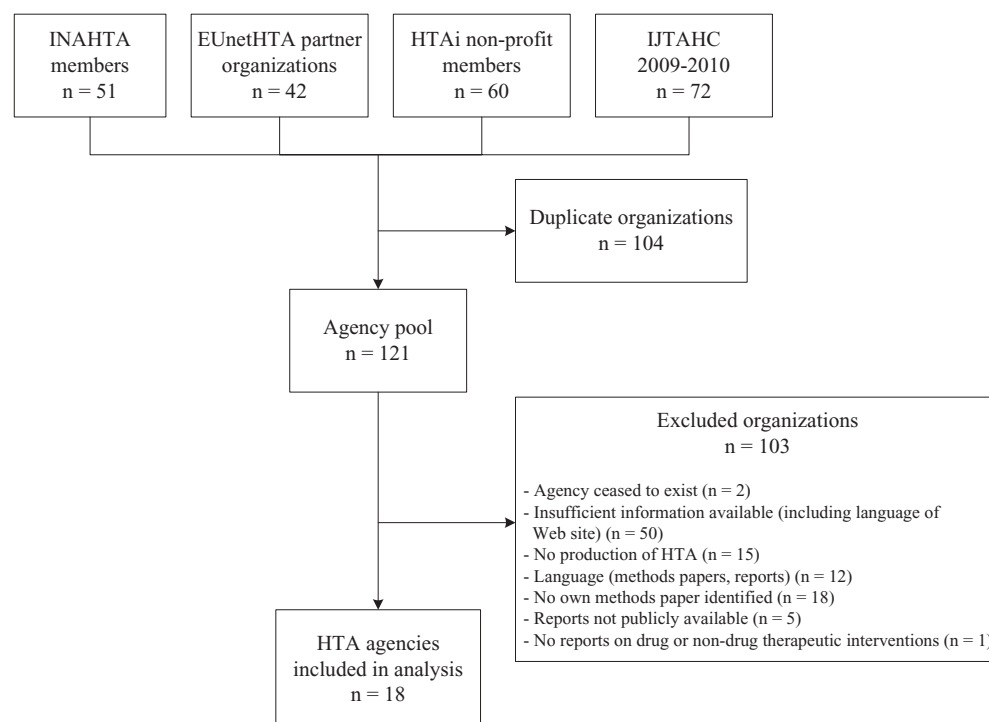 INAHTA
members
n = 51
EUnetHTA partner
organizations
n = 42
HTAi non-profit
members
n = 60
IJTAHC
2009-2010
n = 72
Duplicate organizations
n = 104
Agency pool
n = 121
Excluded organizations
n = 103
- Agency ceased to exist (n = 2)
- Insufficient information available (including language of
Web site) (n = 50)
- No production of HTA (n = 15)
- Language (methods papers, reports) (n = 12)
- No own methods paper identified (n = 18)
- Reports not publicly available (n = 5)
- No reports on drug or non-drug therapeutic interventions (n = 1)
HTA agencies
included in analysis
n = 18